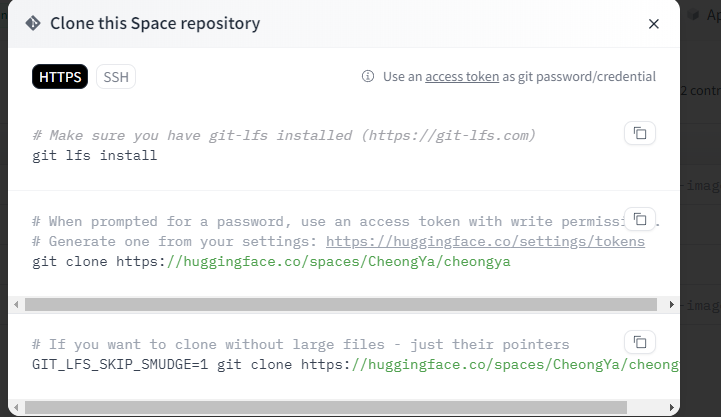 Clone this Space repository
HTTPS
SSH
Use an access token as git password/credential
# Make sure you have git-lfs installed (https://git-lfs.com)
git lfs install
# When prompted for a password, use an access token with write
# Generate one from your settings: https://huggingface.co/settings/tokens
git clone https://huggingface.co/spaces/CheongYa/cheongya
# If you want to clone without large files - just their pointers
GIT_LFS_SKIP_SMUDGE=1 git clone https://huggingface.co/spaces/CheongYa/cheong
2 contr
-imag
-imag